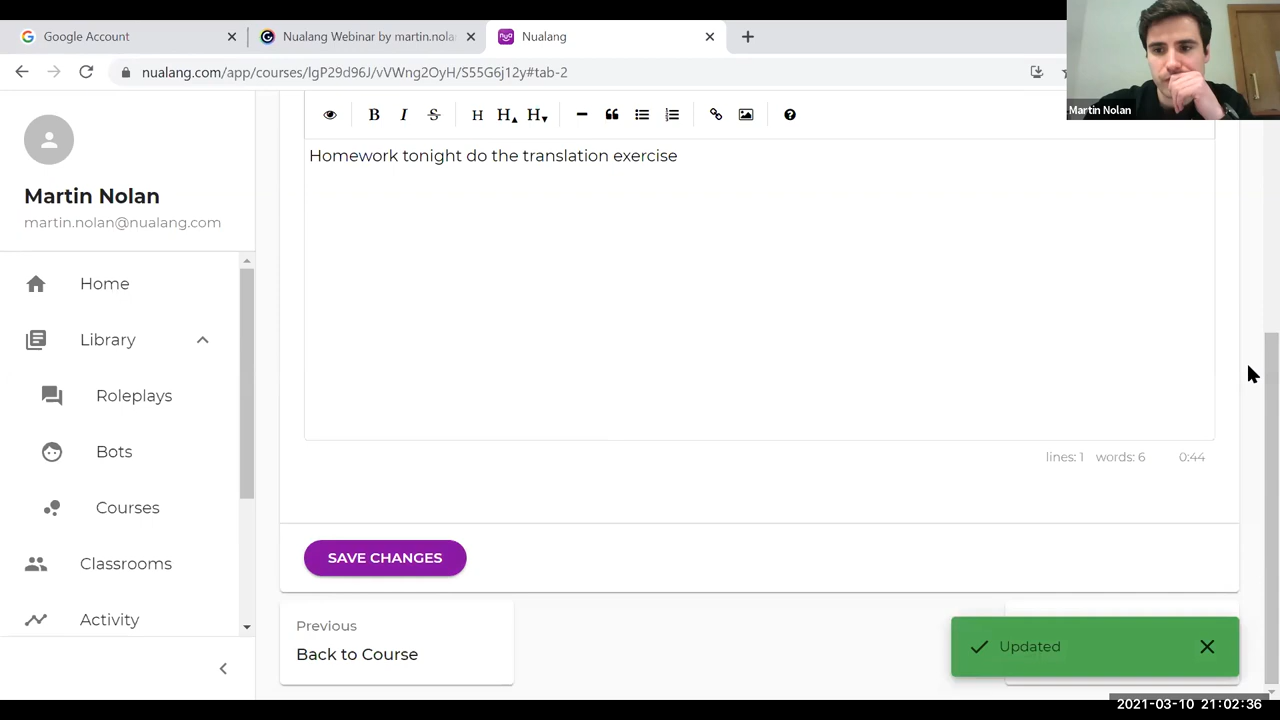 Google Account
Nualang Webinar by martin.nola
Nualang
nualang.com/app/courses/lgP29d96J/vVWng2OyH/S55G6j12y#tab-2
Martin Nolan
B I S H H H
Martin Nolan
martin.nolan@nualang.com
Homework tonight do the translation exercise
Home
Library
Roleplays
Bots
Courses
Classrooms
Activity
lines: 1 words: 6 0:44
SAVE CHANGES
Previous
Back to Course
Updated
2021-03-10 21:02:36